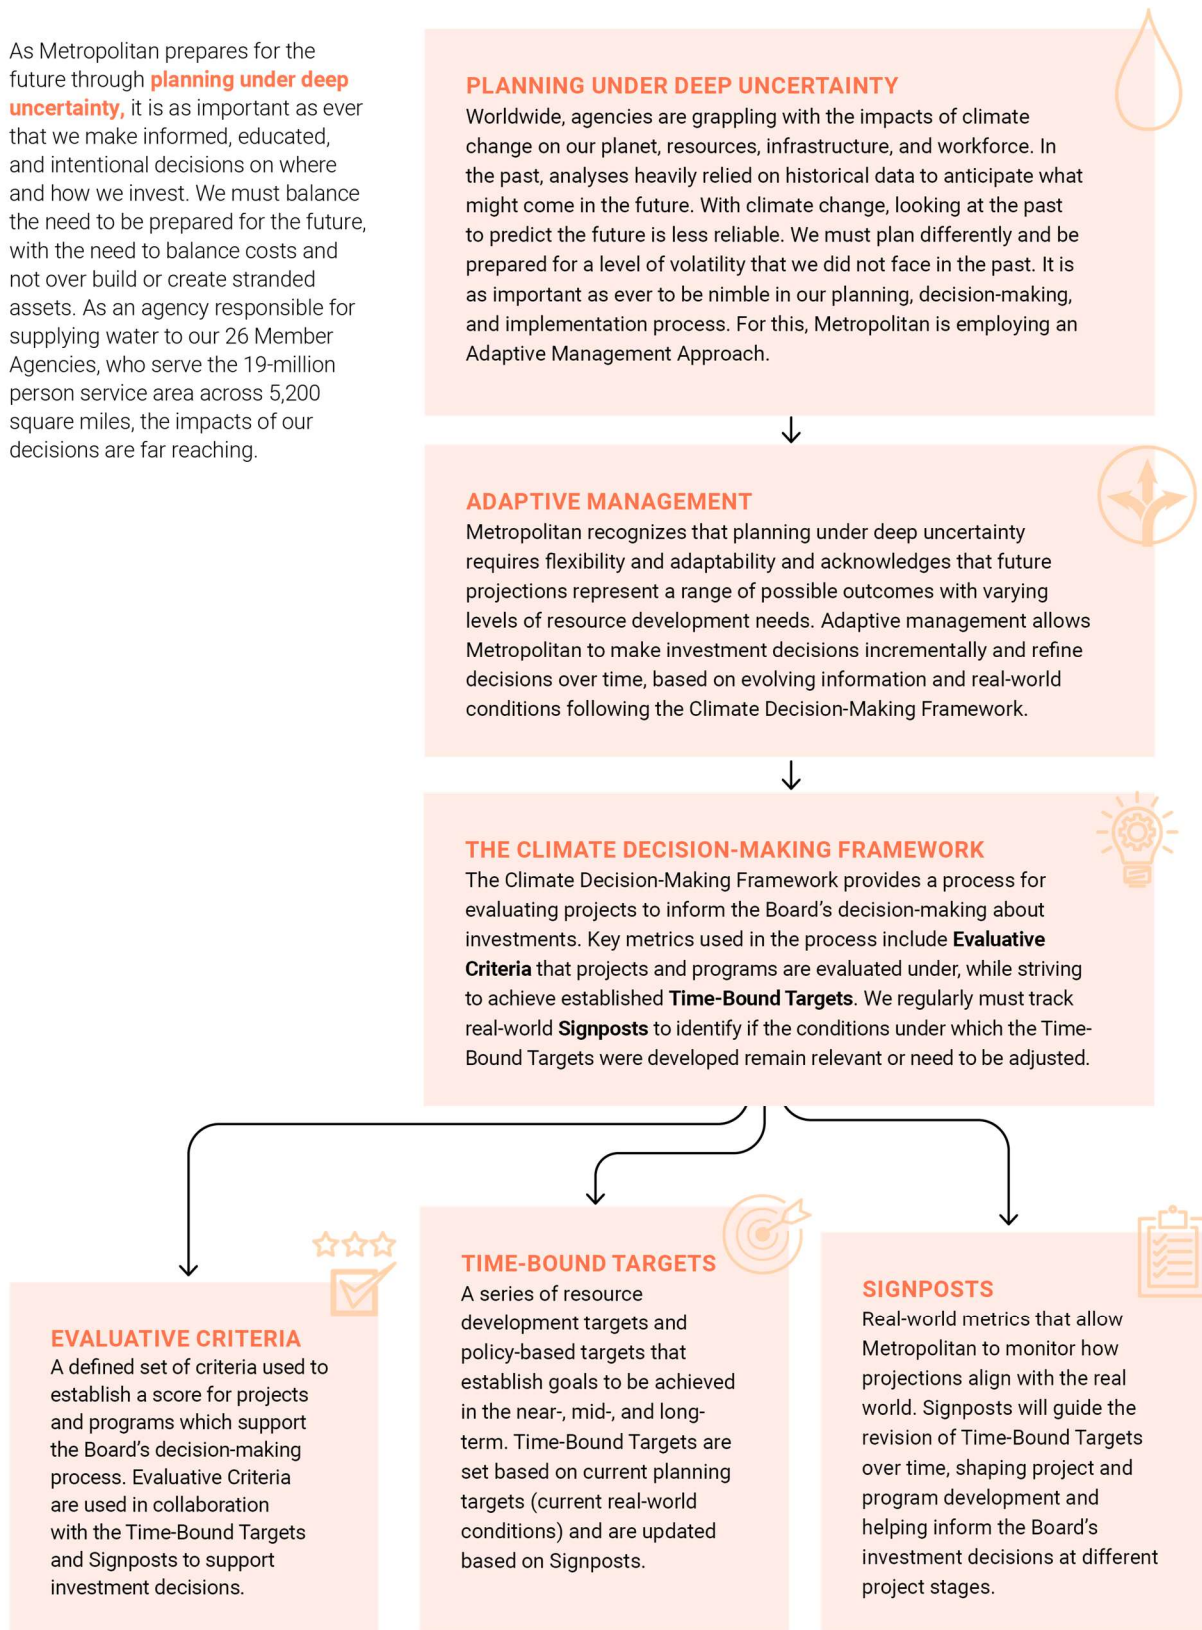 As Metropolitan prepares for the
future through planning under deep
uncertainty, it is as important as ever
that we make informed, educated,
and intentional decisions on where
and how we invest. We must balance
the need to be prepared for the future,
with the need to balance costs and
not over build or create stranded
assets. As an agency responsible for
supplying water to our 26 Member
Agencies, who serve the 19-million
person service area across 5,200
square miles, the impacts of our
decisions are far reaching.
PLANNING UNDER DEEP UNCERTAINTY
Worldwide, agencies are grappling with the impacts of climate
change on our planet, resources, infrastructure, and workforce. In
the past, analyses heavily relied on historical data to anticipate what
might come in the future. With climate change, looking at the past
to predict the future is less reliable. We must plan differently and be
prepared for a level of volatility that we did not face in the past. It is
as important as ever to be nimble in our planning, decision-making,
and implementation process. For this, Metropolitan is employing an
Adaptive Management Approach.
ADAPTIVE MANAGEMENT
Metropolitan recognizes that planning under deep uncertainty
requires flexibility and adaptability and acknowledges that future
projections represent a range of possible outcomes with varying
levels of resource development needs. Adaptive management allows
Metropolitan to make investment decisions incrementally and refine
decisions over time, based on evolving information and real-world
conditions following the Climate Decision-Making Framework.
THE CLIMATE DECISION-MAKING FRAMEWORK
The Climate Decision-Making Framework provides a process for
evaluating projects to inform the Board's decision-making about
investments. Key metrics used in the process include Evaluative
Criteria that projects and programs are evaluated under, while striving
to achieve established Time-Bound Targets. We regularly must track
real-world Signposts to identify if the conditions under which the Time-
Bound Targets were developed remain relevant or need to be adjusted.
EVALUATIVE CRITERIA
A defined set of criteria used to
establish a score for projects
and programs which support
the Board's decision-making
process. Evaluative Criteria
are used in collaboration
with the Time-Bound Targets
and Signposts to support
investment decisions.
TIME-BOUND TARGETS
A series of resource
development targets and
policy-based targets that
establish goals to be achieved
in the near-, mid-, and long-
term. Time-Bound Targets are
set based on current planning
targets (current real-world
conditions) and are updated
based on Signposts.
SIGNPOSTS
Real-world metrics that allow
Metropolitan to monitor how
projections align with the real
world. Signposts will guide the
revision of Time-Bound Targets
over time, shaping project and
program development and
helping inform the Board's
investment decisions at different
project stages.